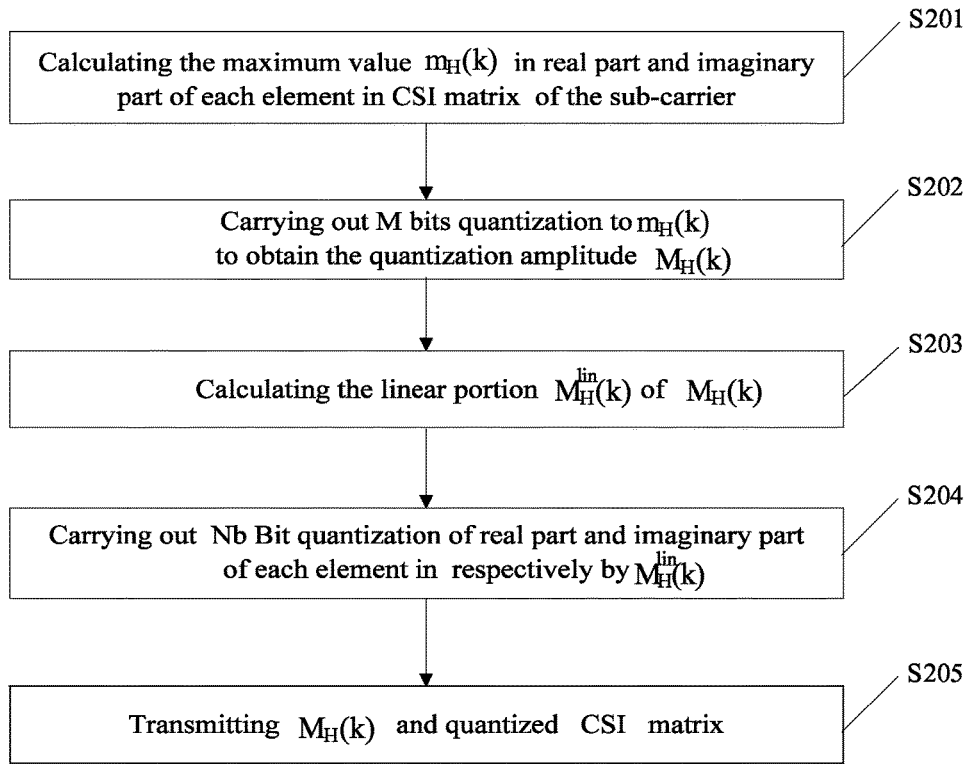 S201
Calculating the maximum value m_H(k) in real part and imaginary
part of each element in CSI matrix of the sub-carrier
S202
Carrying out M bits quantization to m_H(k)
to obtain the quantization amplitude M_H(k)
S203
Calculating the linear portion M_H^lin(k) of M_H(k)
S204
Carrying out Nb Bit quantization of real part and imaginary part
of each element in respectively by M_H^lin(k)
S205
Transmitting M_H(k) and quantized CSI matrix